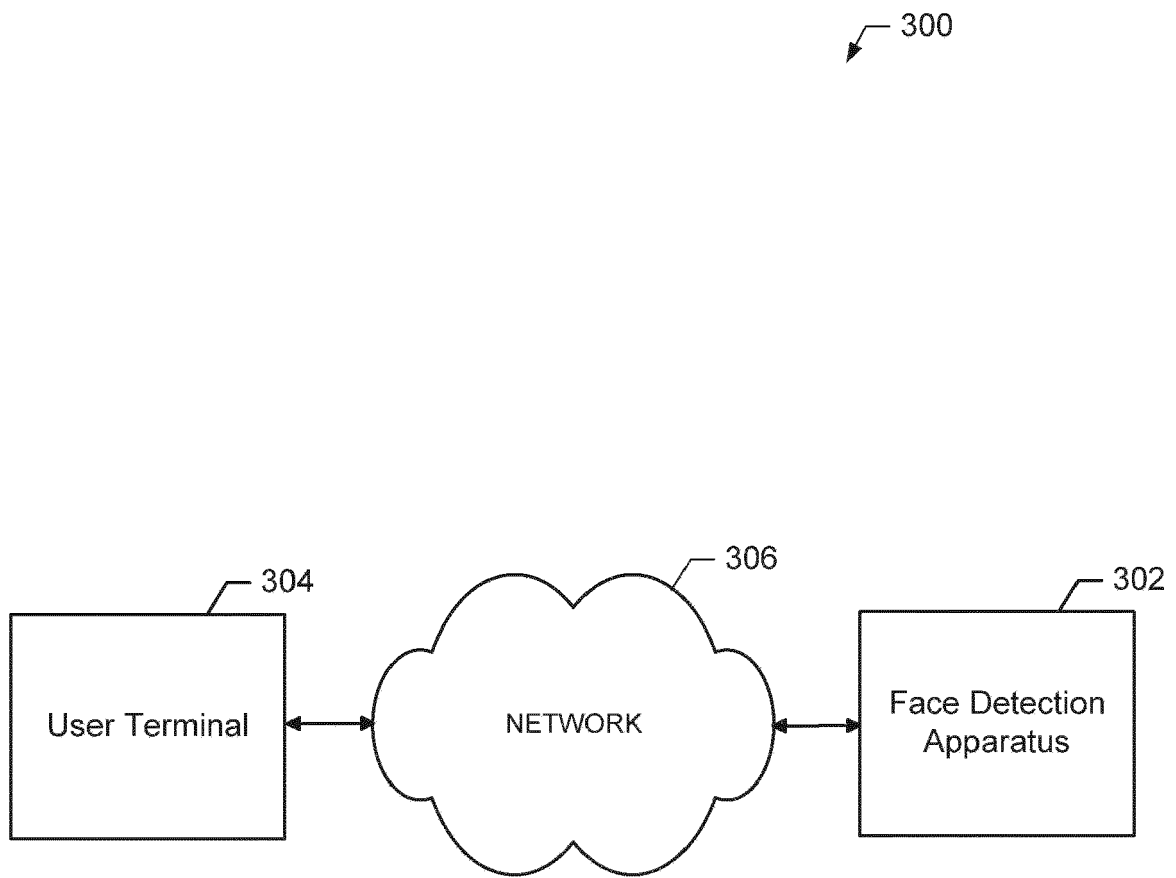 300
304
306
302
User Terminal
NETWORK
Face Detection
Apparatus